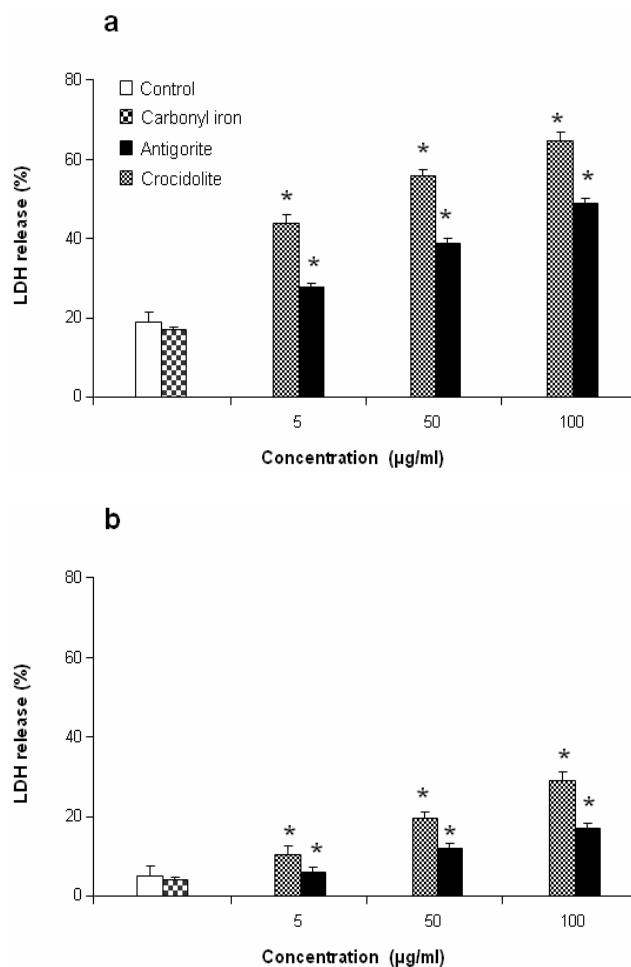 a
80
60
40
20
0
LDH release (%)
Control
Carbonyl iron
Antigorite
Crocidolite
* * * * * *
5 50 100
Concentration (µg/ml)
b
80
60
40
20
0
LDH release (%)
* * * * * *
5 50 100
Concentration (µg/ml)